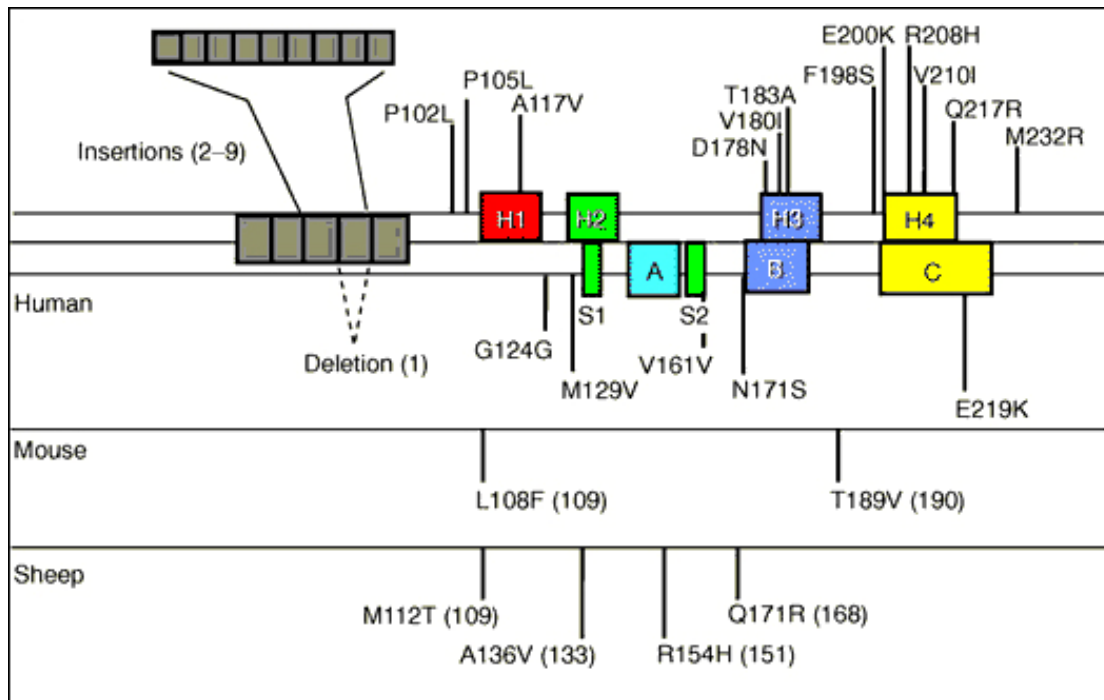 E200K
R208H
P105L
F198S
V210I
P102L
A117V
T183A
V180I
Q217R
D178N
M232R
Insertions (2–9)
H1
H2
H3
H4
A
B
C
Human
S1
S2
G124G
V161V
Deletion (1)
M129V
N171S
E219K
Mouse
L108F (109)
T189V (190)
Sheep
M112T (109)
Q171R (168)
A136V (133)
R154H (151)